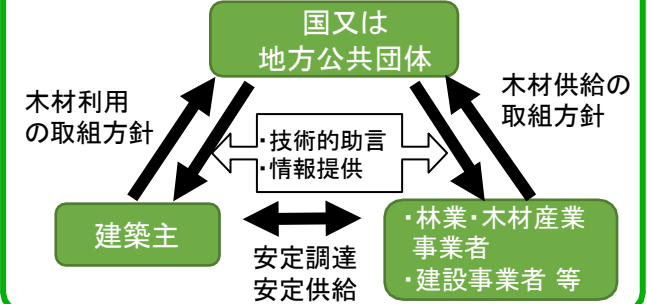 国又は
地方公共団体
木材利用
の取組方針
木材供給の
取組方針
・技術的助言
・情報提供
建築主
安定調達
安定供給
・林業・木材産業
事業者
・建設事業者 等